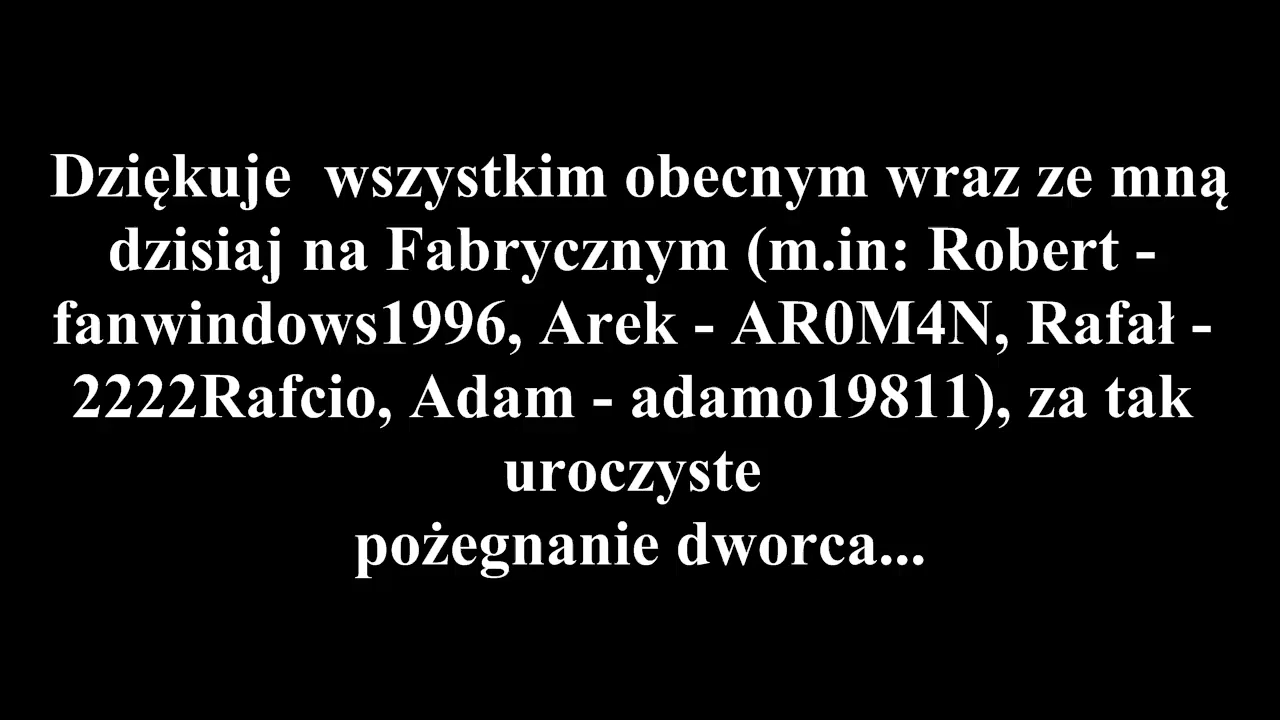 Dziękuje  wszystkim obecnym wraz ze mną
dzisiaj na Fabrycznym (m.in: Robert -
fanwindows1996, Arek - AR0M4N, Rafał -
2222Rafcio, Adam - adamo19811), za tak
uroczyste
pożegnanie dworca...